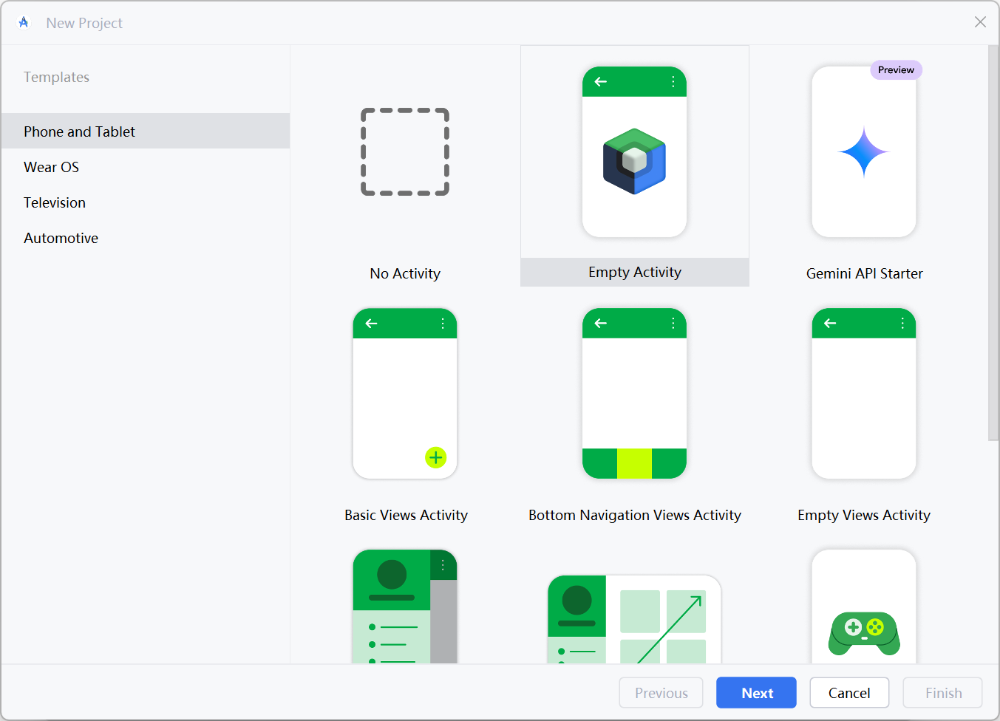 New Project
Templates
Phone and Tablet
Wear OS
Television
Automotive
Preview
No Activity
Empty Activity
Gemini API Starter
Basic Views Activity
Bottom Navigation Views Activity
Empty Views Activity
Previous
Next
Cancel
Finish